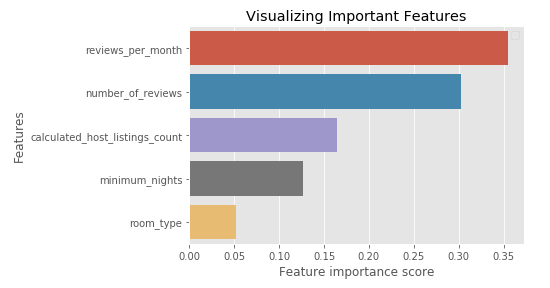 Visualizing Important Features
reviews_per_month
number_of_reviews
calculated_host_listings_count
minimum_nights
room_type
Features
0.00 0.05 0.10 0.15 0.20 0.25 0.30 0.35
Feature importance score